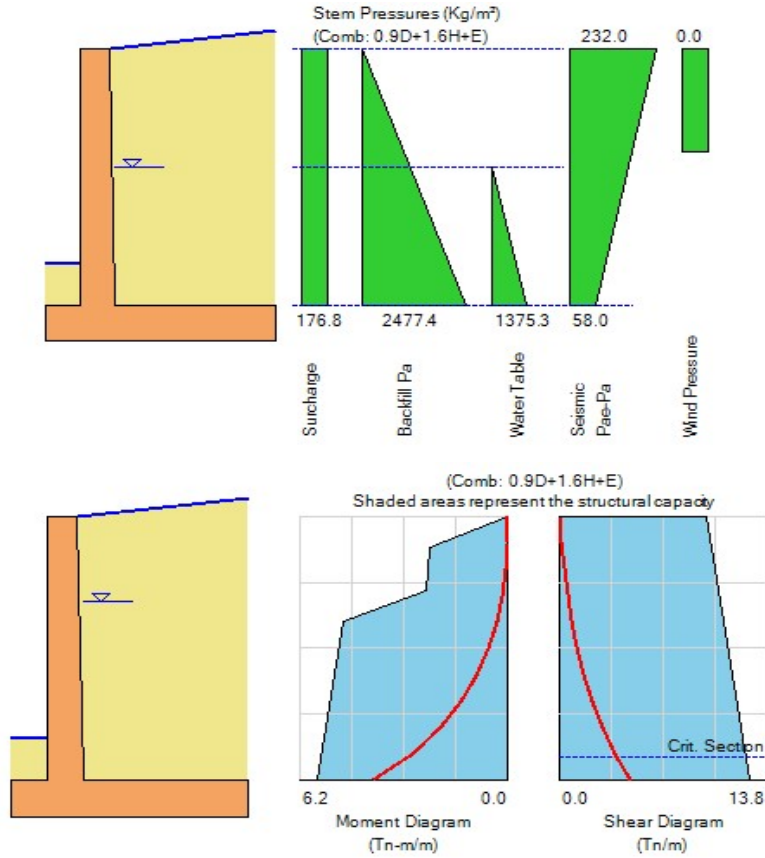 Stem Pressures (Kg/m²)
(Comb: 0.9D+1.6H+E)
232.0
0.0
176.8
2477.4
1375.3
58.0
Surcharge
Backfill Pa
Water Table
Seismic
Pae-Pa
Wind Pressure
(Comb: 0.9D+1.6H+E)
Shaded areas represent the structural capacity
Crit. Section
6.2
0.0
0.0
13.8
Moment Diagram
(Tn-m/m)
Shear Diagram
(Tn/m)